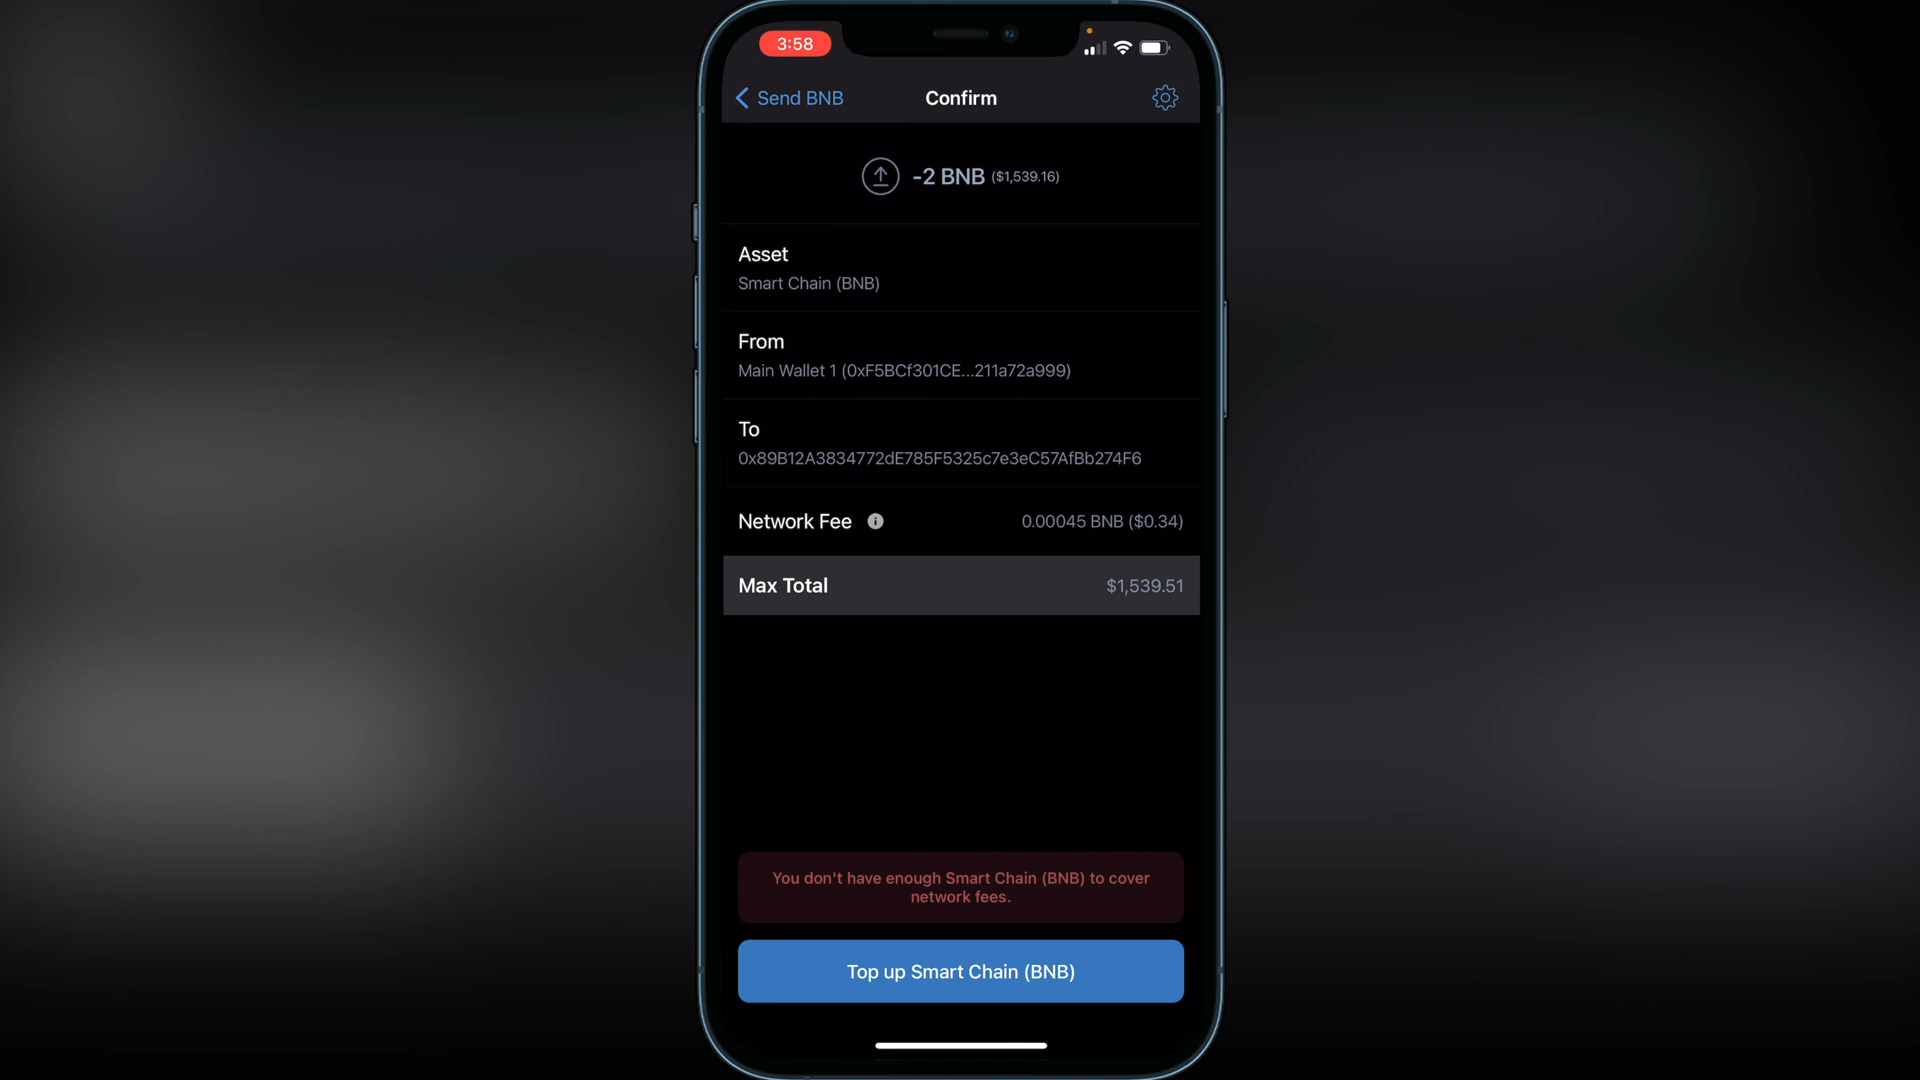 3:58
Send BNB
Confirm
-2 BNB ($1,539.16)
Asset
Smart Chain (BNB)
From
Main Wallet 1 (0xF5BCf301CE...211a72a999)
To
0x89B12A3834772dE785F5325c7e3eC57AfBb274F6
Network Fee
0.00045 BNB ($0.34)
Max Total
$1,539.51
You don't have enough Smart Chain (BNB) to cover
network fees.
Top up Smart Chain (BNB)